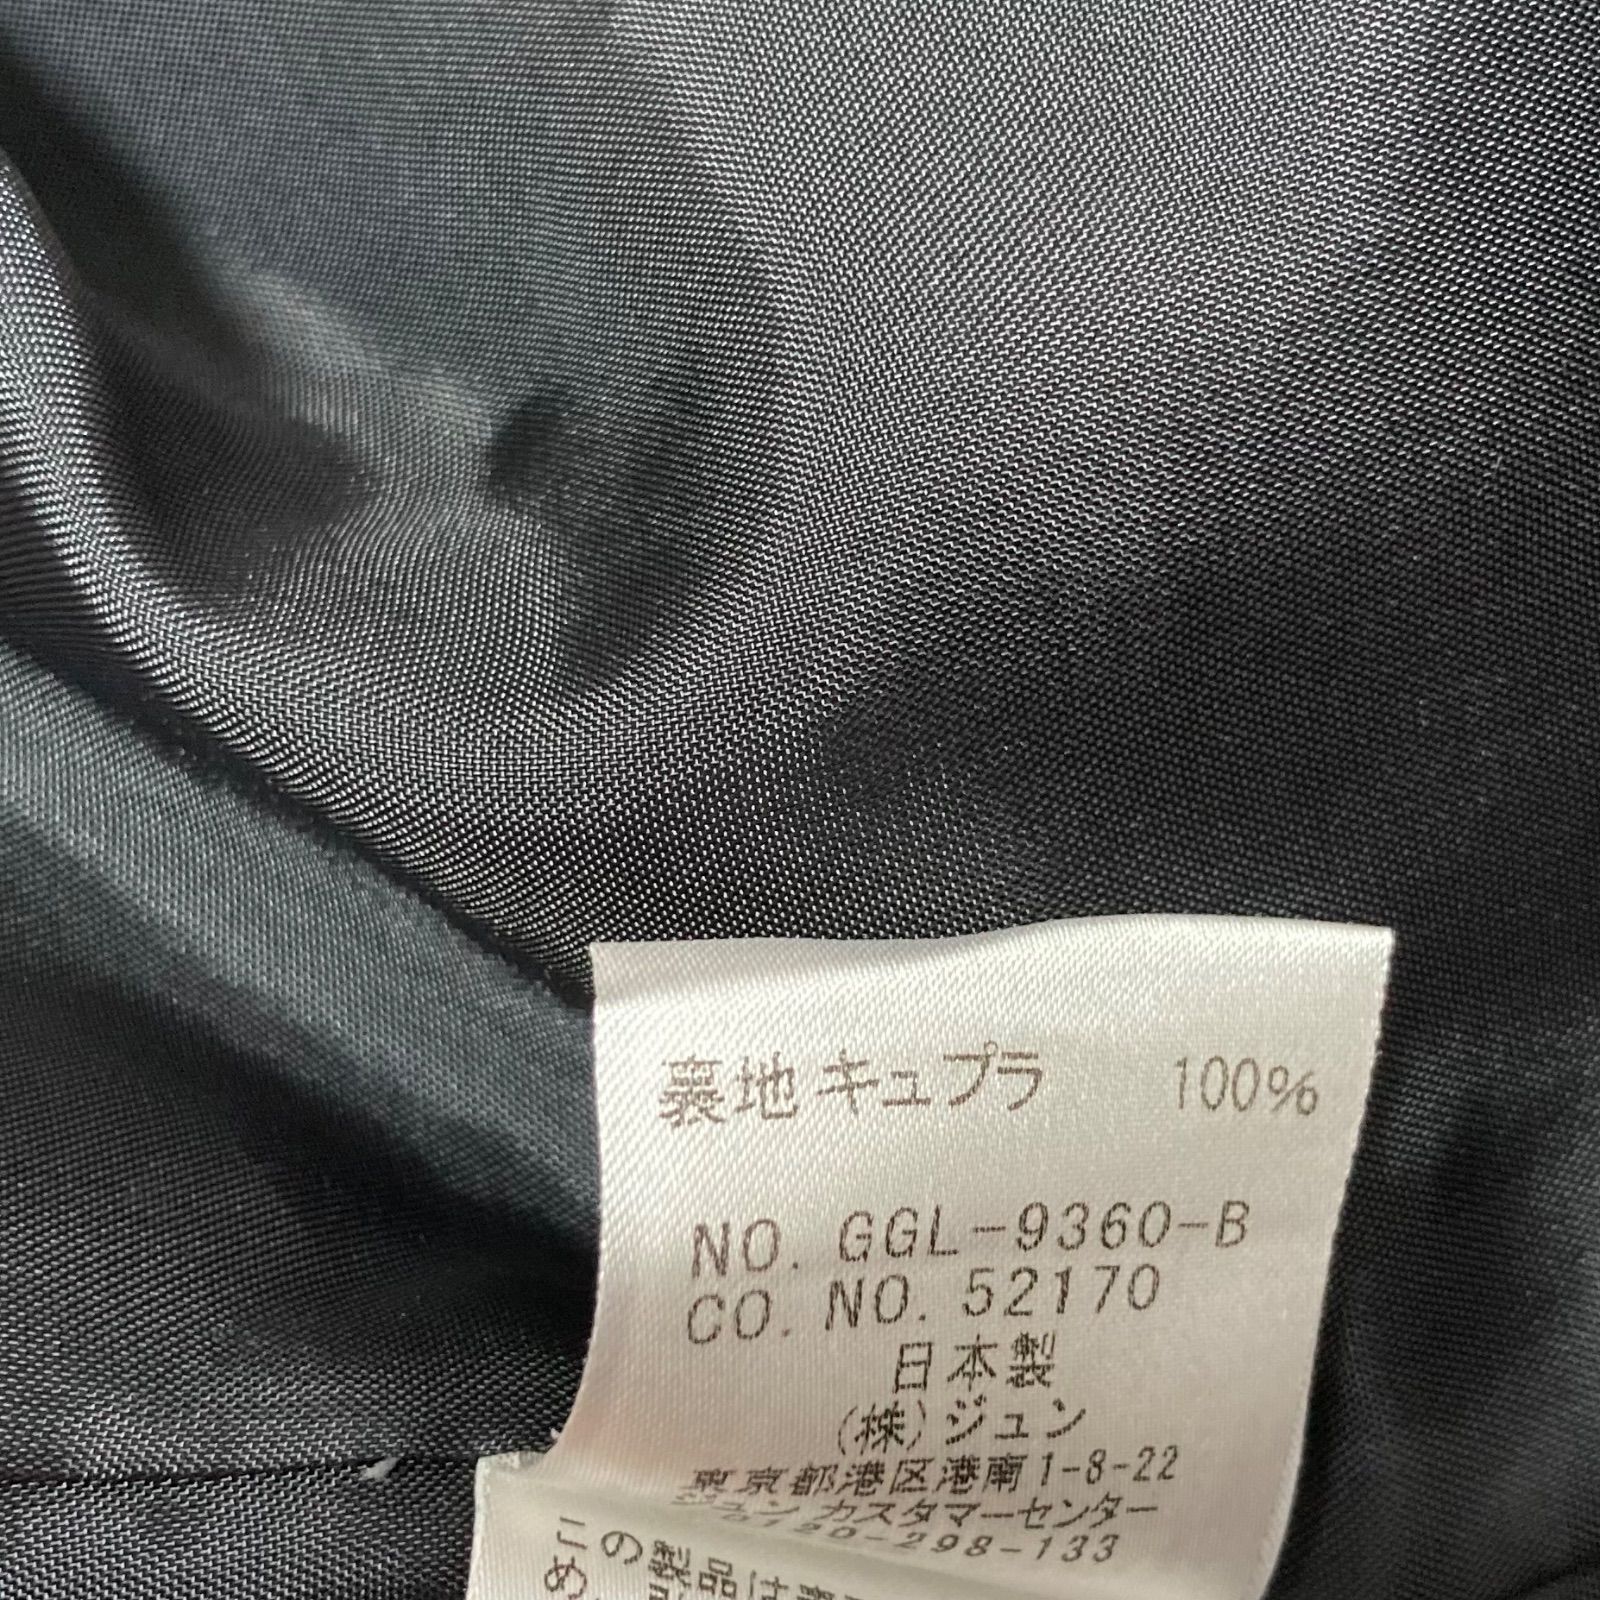 裏地 キュプラ 100%
NO. GGL-9360-B
CO. NO. 52170
日本製
(株)ジュン
東京都港区港南1-8-22
ジュン カスタマーセンター
0120-298-133
この製品は
め